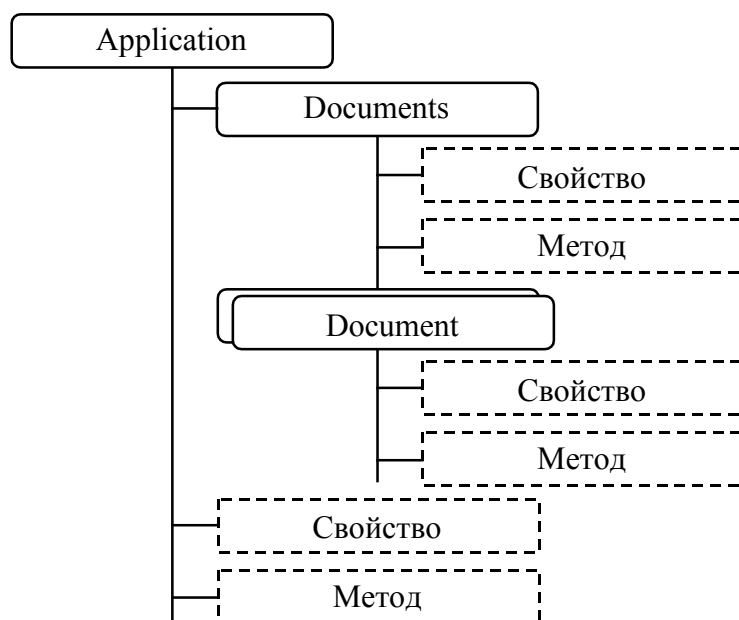 Application
Documents
Свойство
Метод
Document
Свойство
Метод
Свойство
Метод